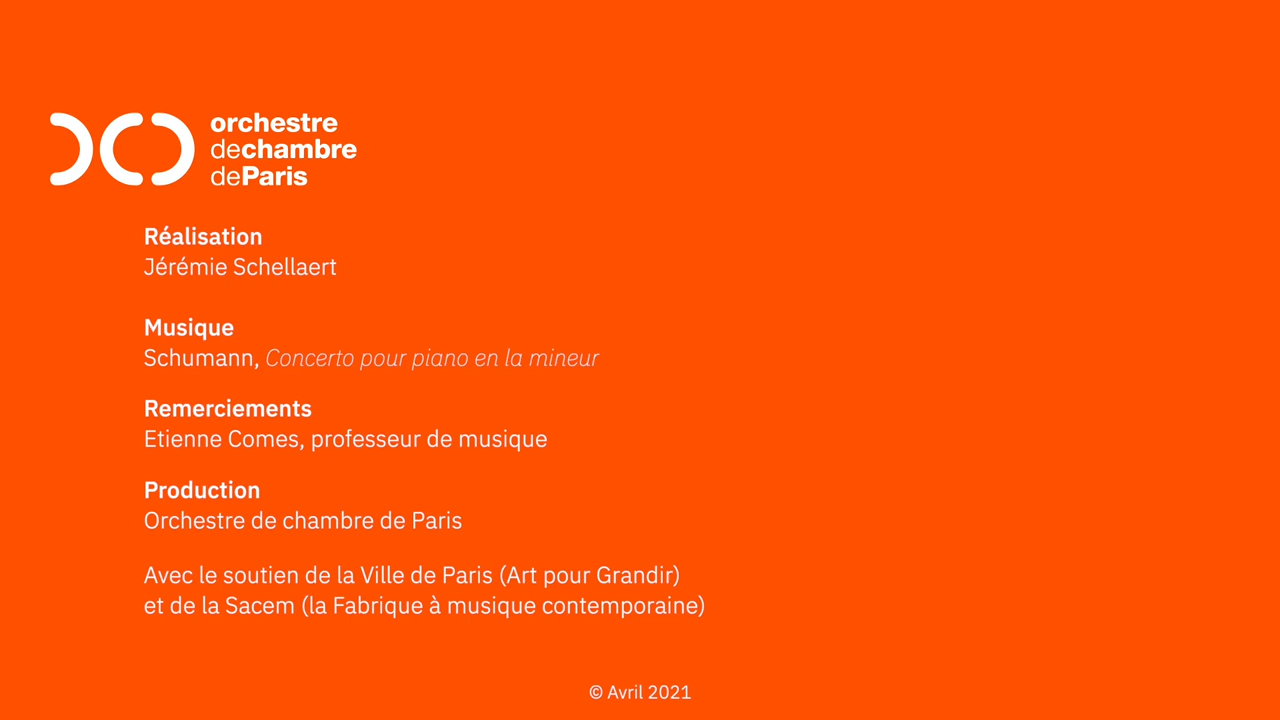 orchestre
dechambre
deParis
Réalisation
Jérémie Schellaert
Musique
Schumann, Concerto pour piano en la mineur
Remerciements
Etienne Comes, professeur de musique
Production
Orchestre de chambre de Paris
Avec le soutien de la Ville de Paris (Art pour Grandir)
et de la Sacem (la Fabrique à musique contemporaine)
© Avril 2021